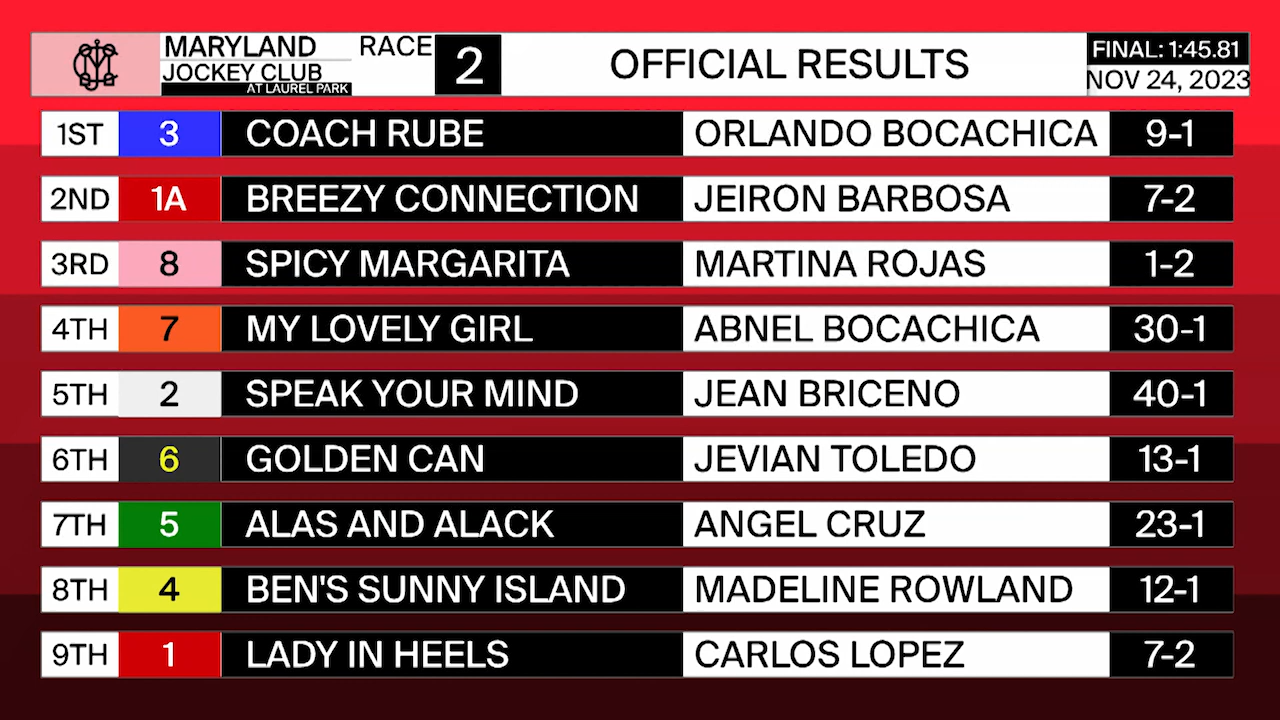 MARYLAND
JOCKEY CLUB
AT LAUREL PARK
RACE 2
OFFICIAL RESULTS
FINAL: 1:45.81
NOV 24, 2023
1ST 3 COACH RUBE ORLANDO BOCACHICA 9-1
2ND 1A BREEZY CONNECTION JEIRON BARBOSA 7-2
3RD 8 SPICY MARGARITA MARTINA ROJAS 1-2
4TH 7 MY LOVELY GIRL ABNEL BOCACHICA 30-1
5TH 2 SPEAK YOUR MIND JEAN BRICENO 40-1
6TH 6 GOLDEN CAN JEVIAN TOLEDO 13-1
7TH 5 ALAS AND ALACK ANGEL CRUZ 23-1
8TH 4 BEN'S SUNNY ISLAND MADELINE ROWLAND 12-1
9TH 1 LADY IN HEELS CARLOS LOPEZ 7-2